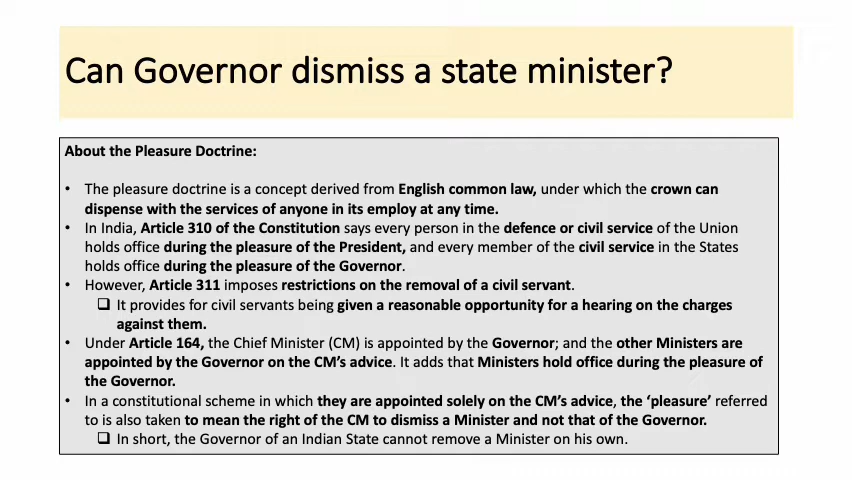 Can Governor dismiss a state minister?
About the Pleasure Doctrine:
• The pleasure doctrine is a concept derived from English common law, under which the crown can
dispense with the services of anyone in its employ at any time.
• In India, Article 310 of the Constitution says every person in the defence or civil service of the Union
holds office during the pleasure of the President, and every member of the civil service in the States
holds office during the pleasure of the Governor.
• However, Article 311 imposes restrictions on the removal of a civil servant.
❑ It provides for civil servants being given a reasonable opportunity for a hearing on the charges
against them.
• Under Article 164, the Chief Minister (CM) is appointed by the Governor; and the other Ministers are
appointed by the Governor on the CM’s advice. It adds that Ministers hold office during the pleasure of
the Governor.
• In a constitutional scheme in which they are appointed solely on the CM’s advice, the ‘pleasure’ referred
to is also taken to mean the right of the CM to dismiss a Minister and not that of the Governor.
❑ In short, the Governor of an Indian State cannot remove a Minister on his own.